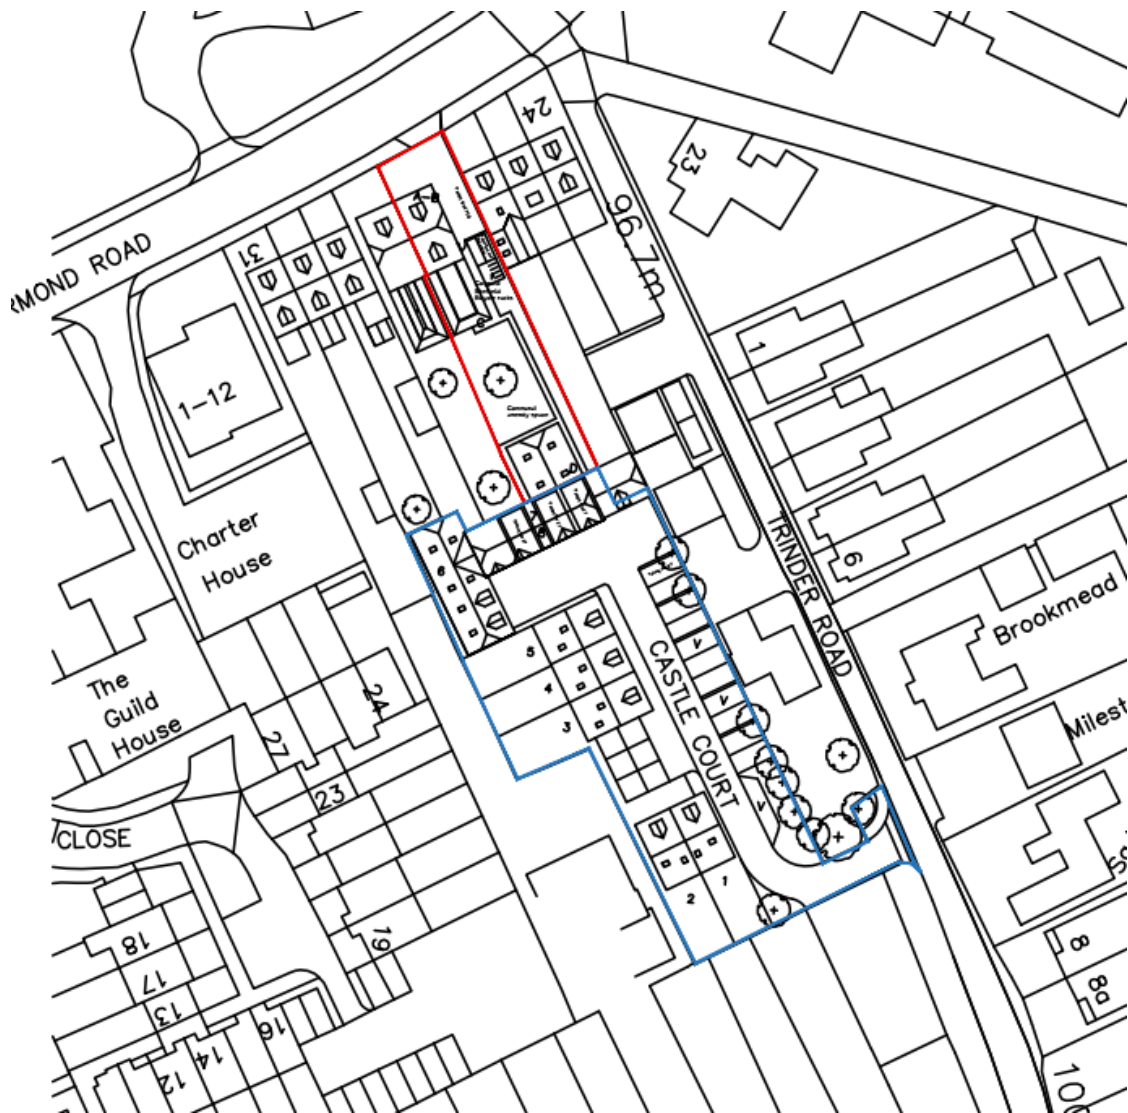 24
23
RMOND ROAD
31
96.7m
1-12
1
Communal
amenity space
Charter
House
6
TRINDER ROAD
6
Brookmead
5
CASTLE COURT
The
Guild
House
4
24
3
Milest
27
23
V
V
V
CLOSE
1
2
18
19
8
17
8a
13
16
14
12
100